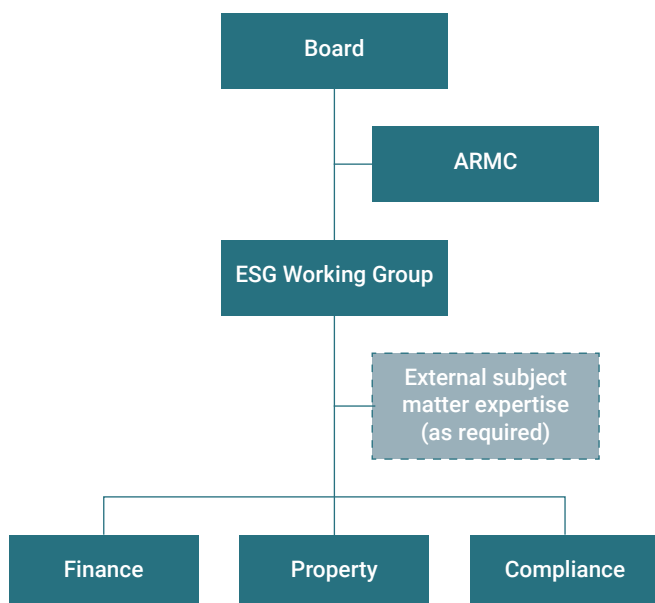 Board
ARMC
ESG Working Group
External subject
matter expertise
(as required)
Finance
Property
Compliance